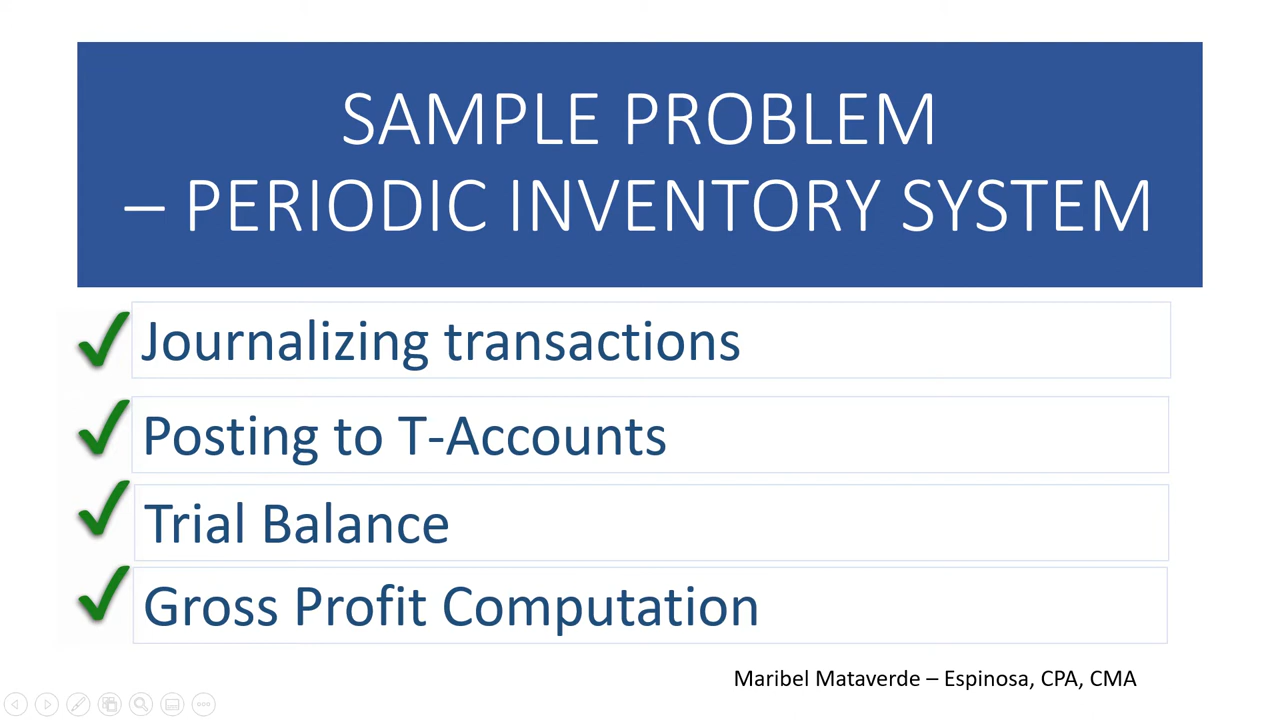 SAMPLE PROBLEM
– PERIODIC INVENTORY SYSTEM
Journalizing transactions
Posting to T-Accounts
Trial Balance
Gross Profit Computation
Maribel Mataverde – Espinosa, CPA, CMA